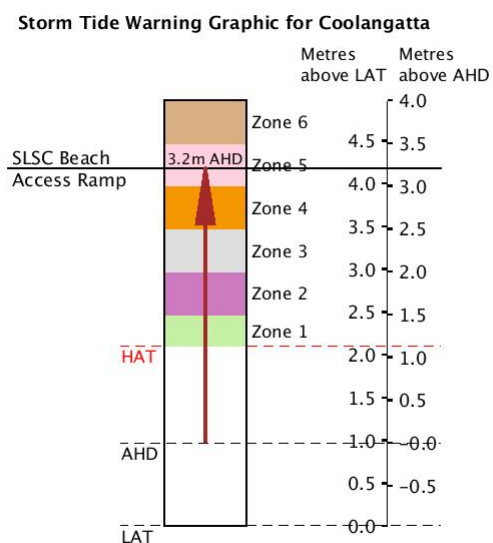 Storm Tide Warning Graphic for Coolangatta
Metres above LAT
Metres above AHD
4.0
Zone 6
4.5
3.5
SLSC Beach Access Ramp
3.2m AHD
Zone 5
4.0
3.0
Zone 4
3.5
2.5
Zone 3
3.0
2.0
Zone 2
2.5
1.5
Zone 1
HAT
2.0
1.0
1.5
0.5
AHD
1.0
-0.0
0.5
-0.5
LAT
0.0